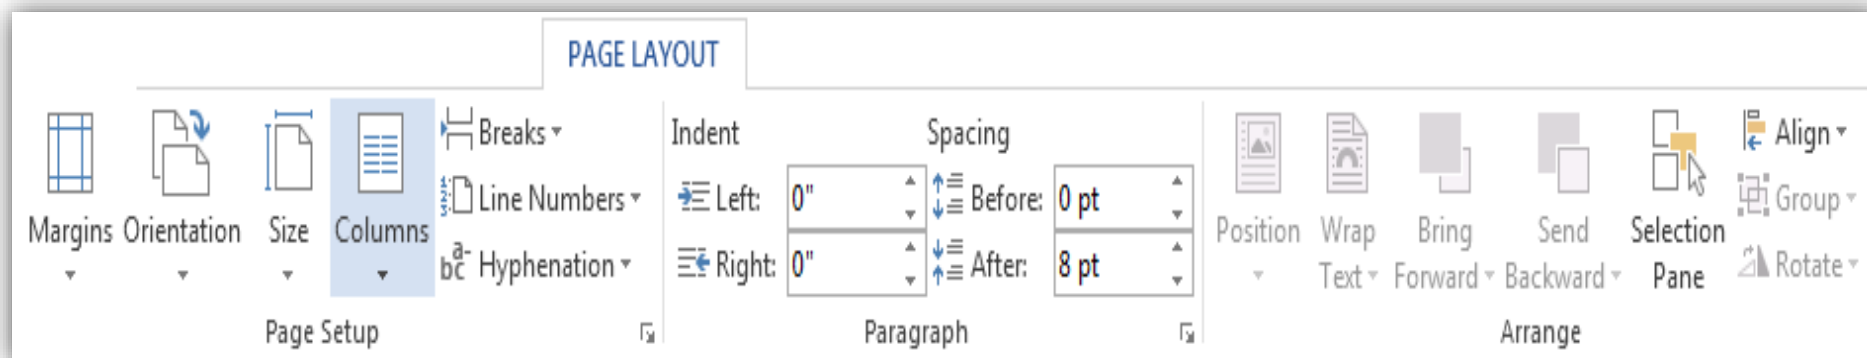 PAGE LAYOUT
Margins
Orientation
Size
Columns
Breaks
Line Numbers
Hyphenation
Page Setup
Indent
Left: 0"
Right: 0"
Spacing
Before: 0 pt
After: 8 pt
Paragraph
Position
Wrap
Text
Bring
Forward
Send
Backward
Selection
Pane
Align
Group
Rotate
Arrange